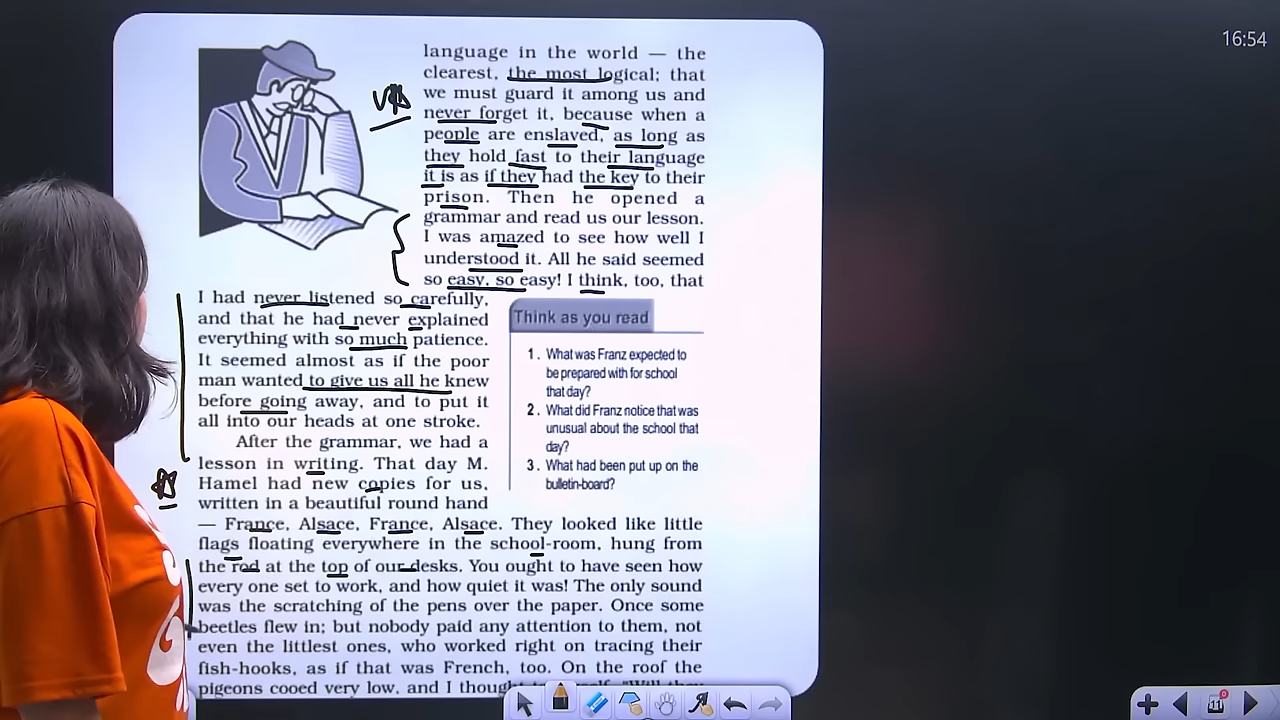 16:54
language in the world — the
clearest, the most logical; that
we must guard it among us and
never forget it, because when a
people are enslaved, as long as
they hold fast to their language
it is as if they had the key to their
prison. Then he opened a
grammar and read us our lesson.
I was amazed to see how well I
understood it. All he said seemed
so easy, so easy! I think, too, that
I had never listened so carefully,
and that he had never explained
everything with so much patience.
It seemed almost as if the poor
man wanted to give us all he knew
before going away, and to put it
all into our heads at one stroke.
After the grammar, we had a
lesson in writing. That day M.
Hamel had new copies for us,
written in a beautiful round hand
Think as you read
1. What was Franz expected to
be prepared with for school
that day?
2. What did Franz notice that was
unusual about the school that
day?
3. What had been put up on the
bulletin-board?
— France, Alsace, France, Alsace. They looked like little
flags floating everywhere in the school-room, hung from
the rod at the top of our desks. You ought to have seen how
every one set to work, and how quiet it was! The only sound
was the scratching of the pens over the paper. Once some
beetles flew in; but nobody paid any attention to them, not
even the littlest ones, who worked right on tracing their
fish-hooks, as if that was French, too. On the roof the
pigeons cooed very low, and I thought
11